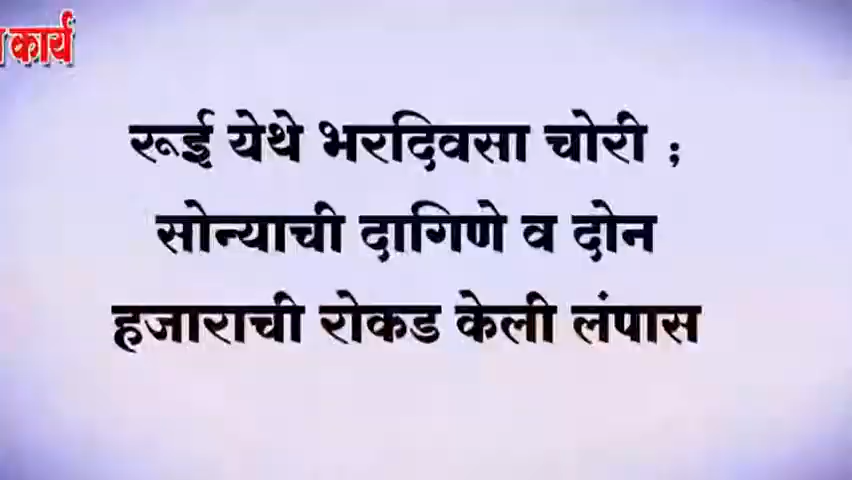 कार्य
रूई येथे भरदिवसा चोरी ;
सोन्याची दागिणे व दोन
हजाराची रोकड केली लंपास